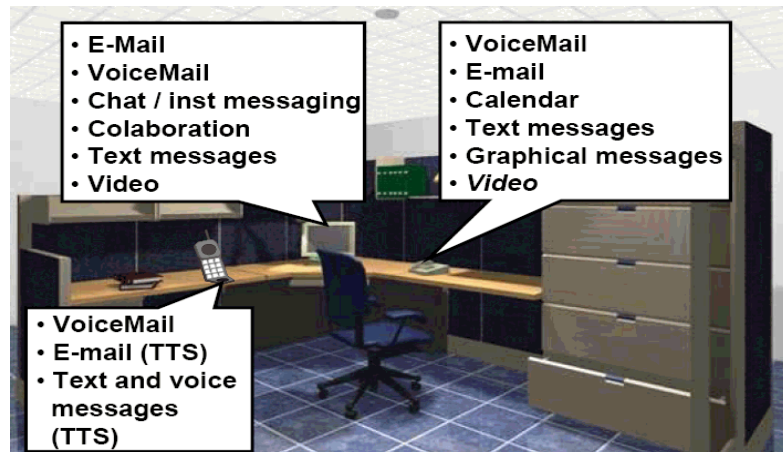 • E-Mail
• VoiceMail
• Chat / inst messaging
• Colaboration
• Text messages
• Video
• VoiceMail
• E-mail
• Calendar
• Text messages
• Graphical messages
• Video
• VoiceMail
• E-mail (TTS)
• Text and voice
messages
(TTS)